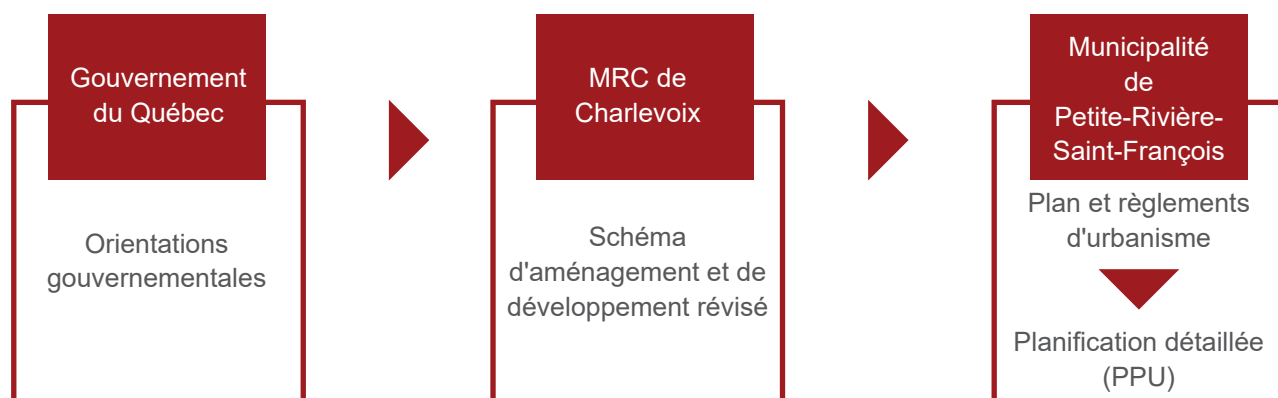 Gouvernement
du Québec
Orientations
gouvernementales
MRC de
Charlevoix
Schéma
d'aménagement et de
développement révisé
Municipalité
de
Petite-Rivière-
Saint-François
Plan et règlements
d'urbanisme
Planification détaillée
(PPU)